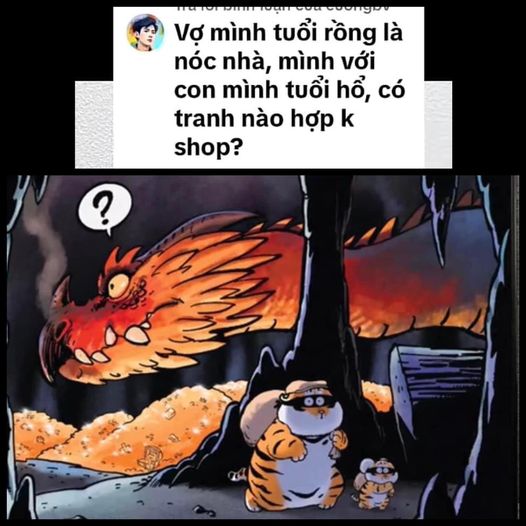 Vợ mình tuổi rồng là
nóc nhà, mình với
con mình tuổi hổ, có
tranh nào hợp k
shop?
?